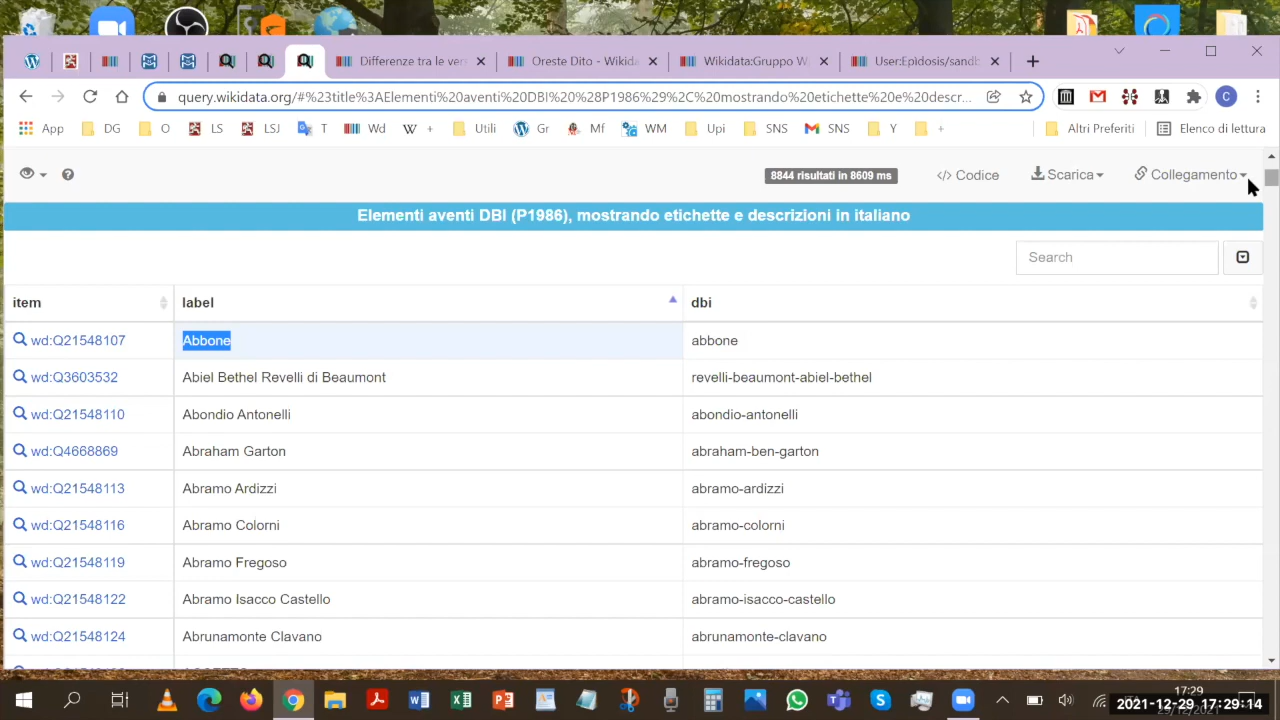 Differenze tra le ver
Oreste Dito - Wikida
Wikidata:Gruppo W
User:Epìdosis/sandb
query.wikidata.org/#%23title%3AElementi%20aventi%20DBI%20%28P1986%29%2C%20mostrando%20etichette%20e%20descr...
C
App DG O LS LSJ T Wd + Utili Gr Mf WM Upi SNS SNS Y + Altri Preferiti Elenco di lettura
8844 risultati in 8609 ms </> Codice Scarica Collegamento
Elementi aventi DBI (P1986), mostrando etichette e descrizioni in italiano
Search
item label dbi
wd:Q21548107 Abbone abbone
wd:Q3603532 Abiel Bethel Revelli di Beaumont revelli-beaumont-abiel-bethel
wd:Q21548110 Abondio Antonelli abondio-antonelli
wd:Q4668869 Abraham Garton abraham-ben-garton
wd:Q21548113 Abramo Ardizzi abramo-ardizzi
wd:Q21548116 Abramo Colorni abramo-colorni
wd:Q21548119 Abramo Fregoso abramo-fregoso
wd:Q21548122 Abramo Isacco Castello abramo-isacco-castello
wd:Q21548124 Abrunamonte Clavano abrunamonte-clavano
17:29
2021-12-29 17:29:14